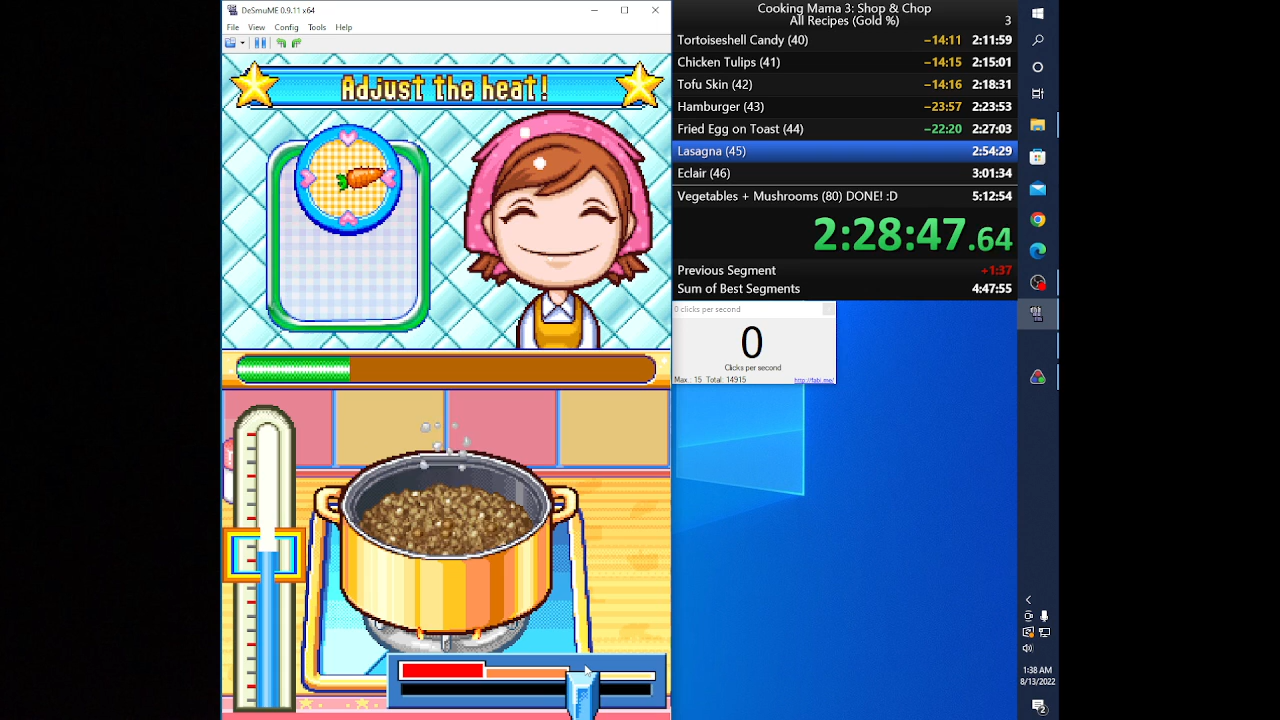 DeSmuME 0.9.11 x64
File View Config Tools Help
Adjust the heat!
Cooking Mama 3: Shop & Chop
All Recipes (Gold %) 3
Tortoiseshell Candy (40) −14:11 2:11:59
Chicken Tulips (41) −14:15 2:15:01
Tofu Skin (42) −14:16 2:18:31
Hamburger (43) −23:57 2:23:53
Fried Egg on Toast (44) −22:20 2:27:03
Lasagna (45) 2:54:29
Eclair (46) 3:01:34
Vegetables + Mushrooms (80) DONE! :D 5:12:54
2:28:47.64
Previous Segment +1:37
Sum of Best Segments 4:47:55
0 clicks per second
0
Clicks per second
Max : 15 Total: 14915
1:38 AM
8/13/2022
2